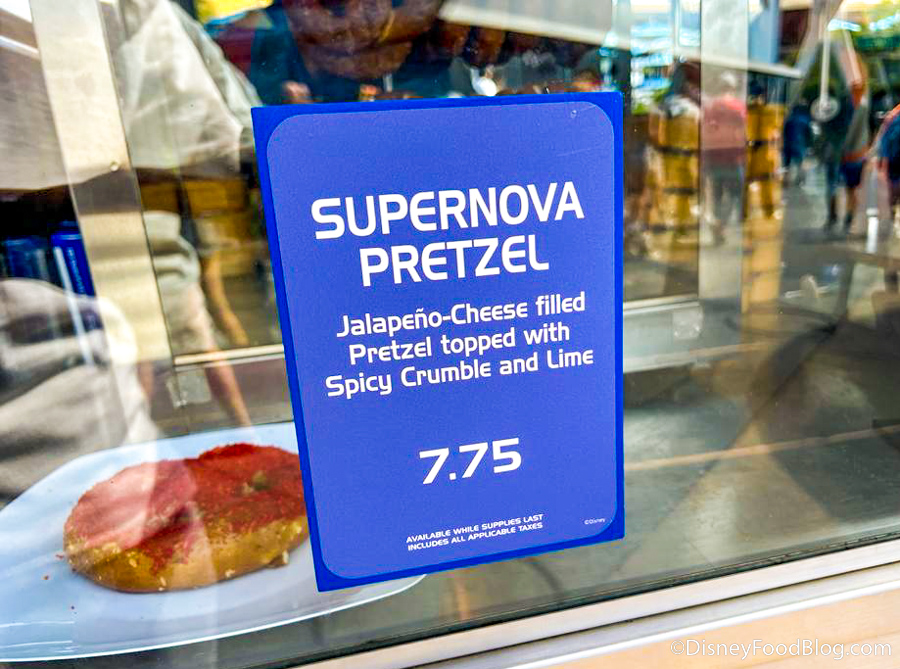 SUPERNOVA
PRETZEL
Jalapeño-Cheese filled
Pretzel topped with
Spicy Crumble and Lime
7.75
AVAILABLE WHILE SUPPLIES LAST
INCLUDES ALL APPLICABLE TAXES
©Disney
©DisneyFoodBlog.com